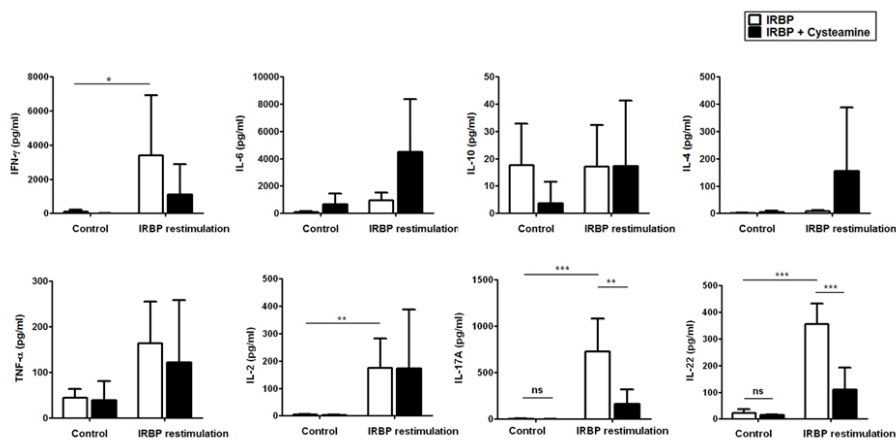 IRBP
IRBP + Cysteamine
*
IFN-γ (pg/ml)
8000
6000
4000
2000
0
Control IRBP restimulation
IL-6 (pg/ml)
10000
8000
6000
4000
2000
0
Control IRBP restimulation
IL-10 (pg/ml)
50
40
30
20
10
0
Control IRBP restimulation
IL-4 (pg/ml)
500
400
300
200
100
0
Control IRBP restimulation
TNF-α (pg/ml)
300
200
100
0
Control IRBP restimulation
**
IL-2 (pg/ml)
500
400
300
200
100
0
Control IRBP restimulation
***
**
ns
IL-17A (pg/ml)
1500
1000
500
0
Control IRBP restimulation
***
***
ns
IL-22 (pg/ml)
500
400
300
200
100
0
Control IRBP restimulation